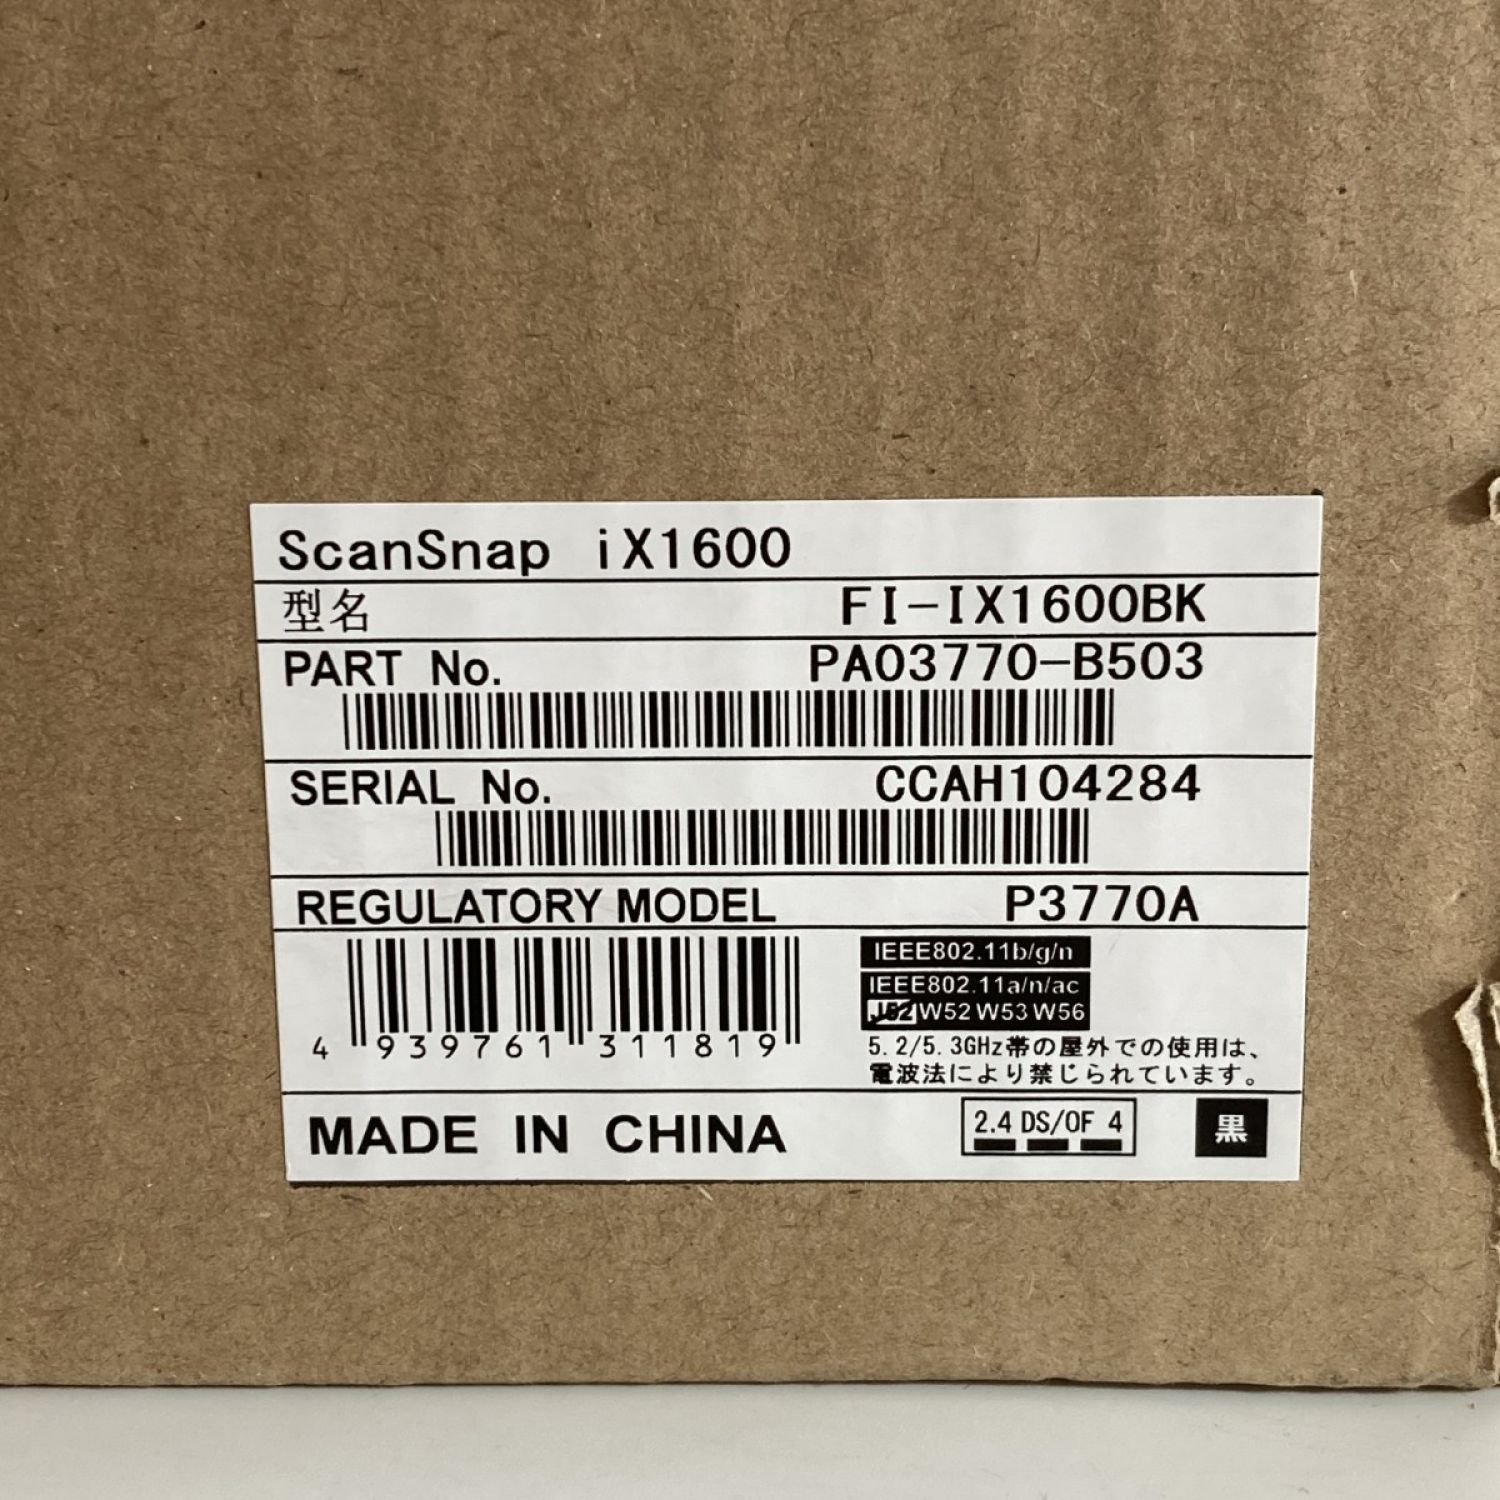 ScanSnap iX1600
型名 FI-IX1600BK
PART No. PA03770-B503
SERIAL No. CCAH104284
REGULATORY MODEL P3770A
IEEE802.11b/g/n
IEEE802.11a/n/ac
J52 W52 W53 W56
4 939761 311819
5.2/5.3GHz帯の屋外での使用は、
電波法により禁じられています。
MADE IN CHINA
2.4 DS/OF 4
黒